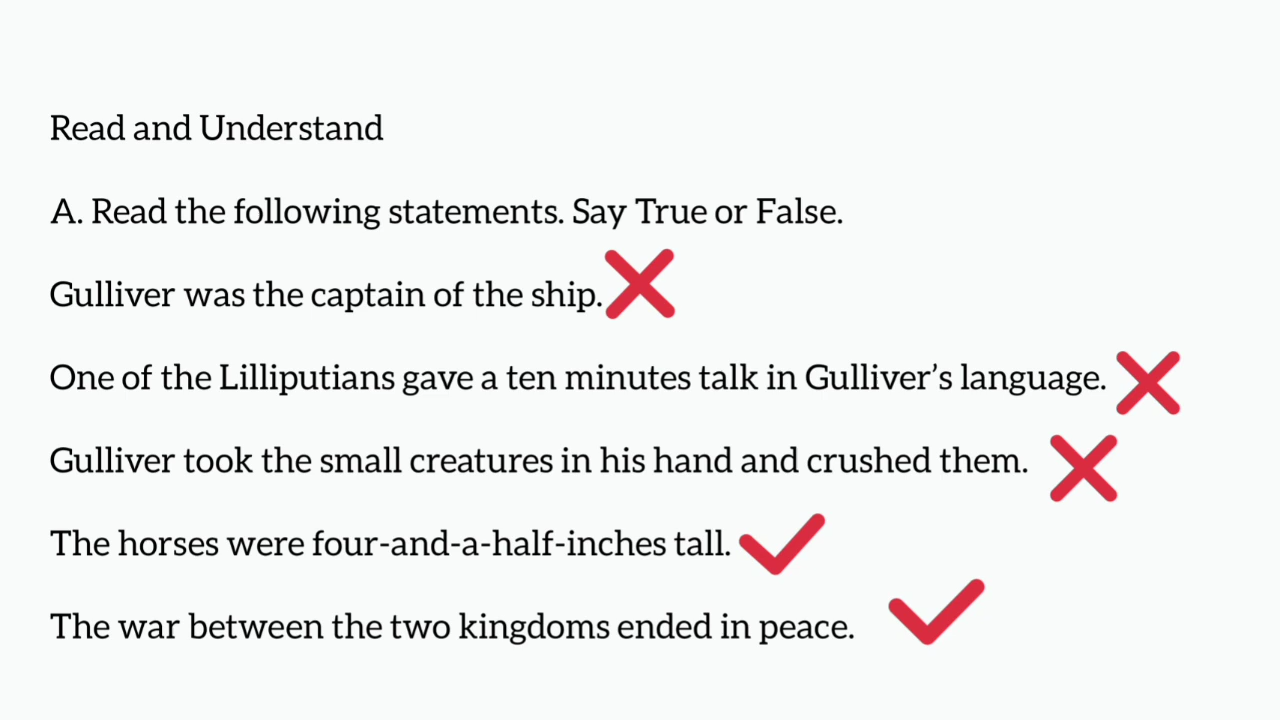 Read and Understand
A. Read the following statements. Say True or False.
Gulliver was the captain of the ship.
One of the Lilliputians gave a ten minutes talk in Gulliver’s language.
Gulliver took the small creatures in his hand and crushed them.
The horses were four-and-a-half-inches tall.
The war between the two kingdoms ended in peace.